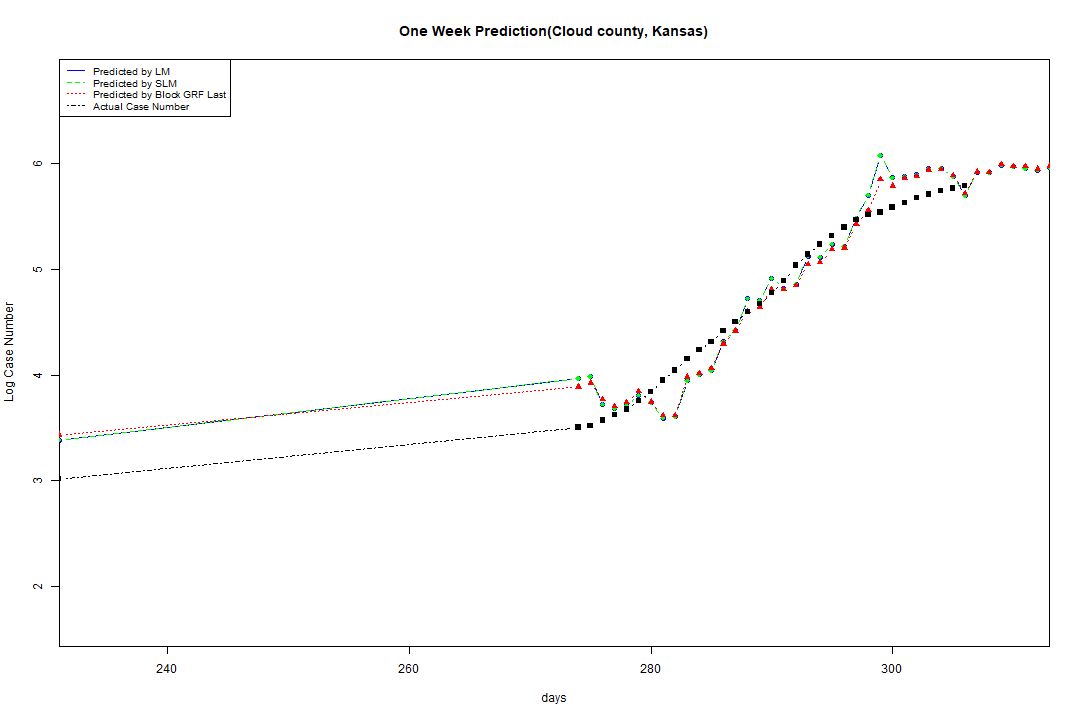 One Week Prediction(Cloud county, Kansas)
Predicted by LM
Predicted by SLM
Predicted by Block GRF Last
Actual Case Number
6
5
4
3
2
Log Case Number
240 260 280 300
days